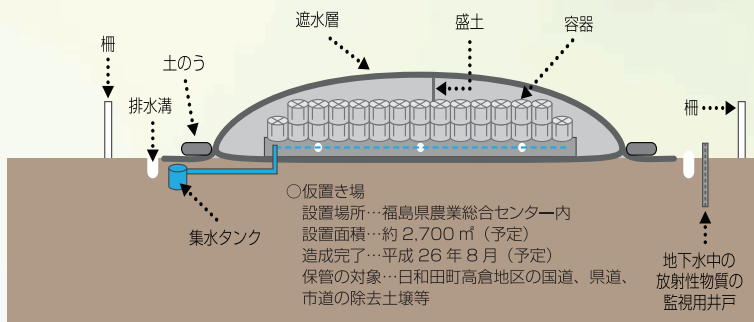 遮水層
盛土
容器
柵
土のう
排水溝
柵
集水タンク
○仮置き場
設置場所…福島県農業総合センター内
設置面積…約2,700㎡（予定）
造成完了…平成26年8月（予定）
保管の対象…日和田町高倉地区の国道、県道、
市道の除去土壌等
地下水中の
放射性物質の
監視用井戸